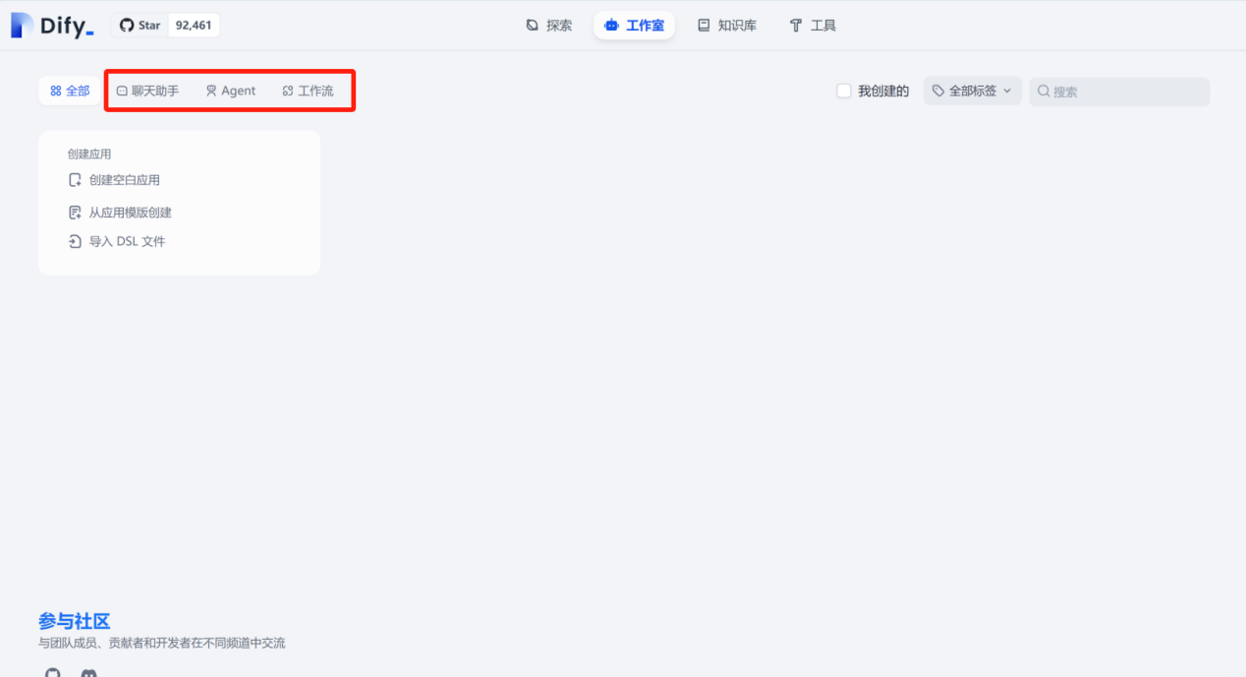 Dify_ Star 92,461 探索 工作室 知识库 工具
全部 聊天助手 Agent 工作流 我创建的 全部标签 搜索
创建应用
创建空白应用
从应用模版创建
导入 DSL 文件
参与社区
与团队成员、贡献者和开发者在不同频道中交流